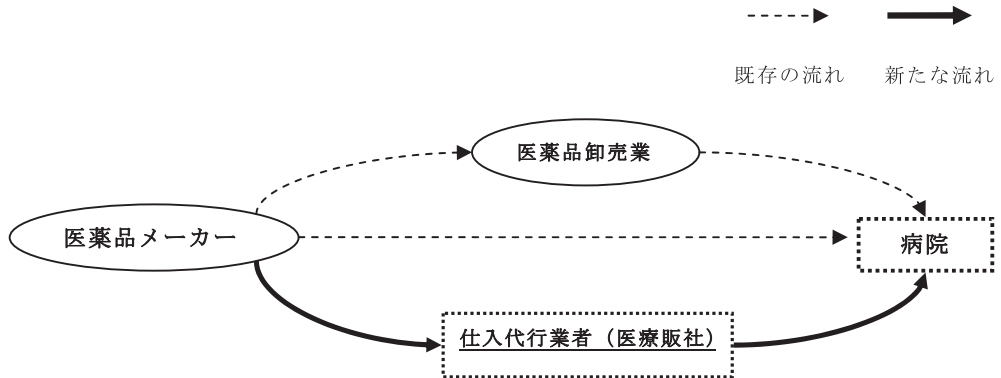 既存の流れ
新たな流れ
医薬品卸売業
医薬品メーカー
病院
仕入代行業者（医療販社）